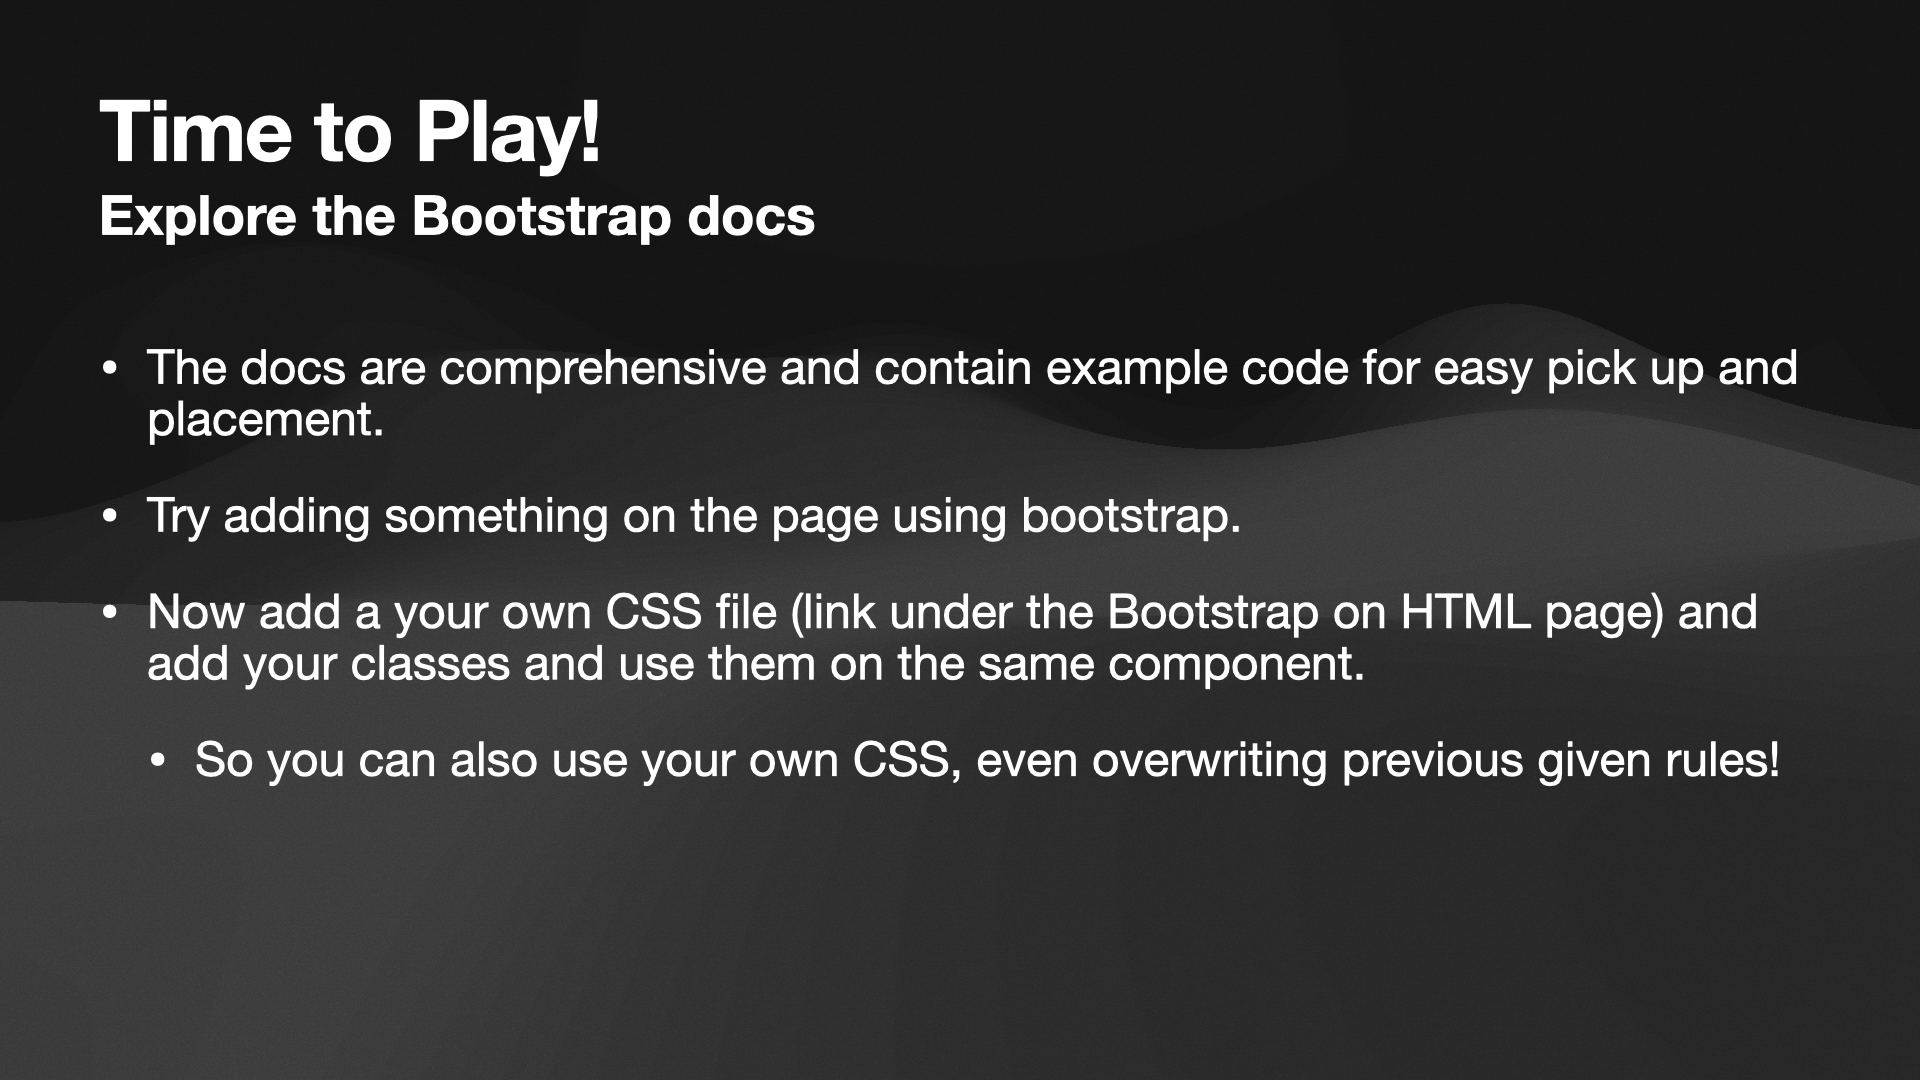 Time to Play!
Explore the Bootstrap docs
• The docs are comprehensive and contain example code for easy pick up and
placement.
• Try adding something on the page using bootstrap.
• Now add a your own CSS file (link under the Bootstrap on HTML page) and
add your classes and use them on the same component.
• So you can also use your own CSS, even overwriting previous given rules!